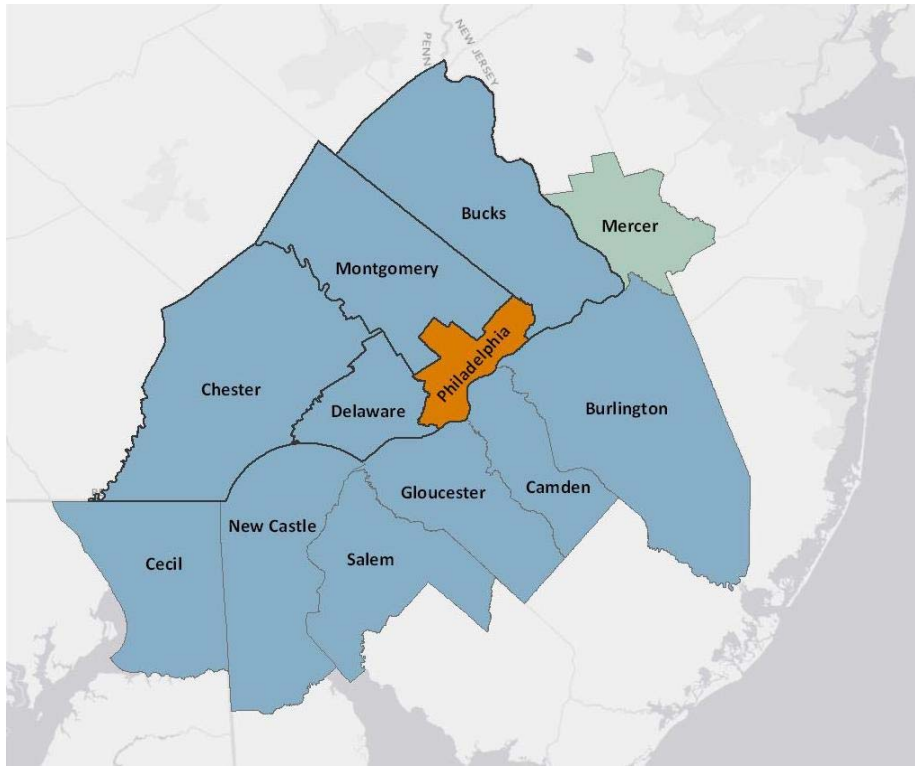 PENN
NEW JERSEY
Bucks
Mercer
Montgomery
Philadelphia
Chester
Delaware
Burlington
Gloucester
Camden
New Castle
Cecil
Salem